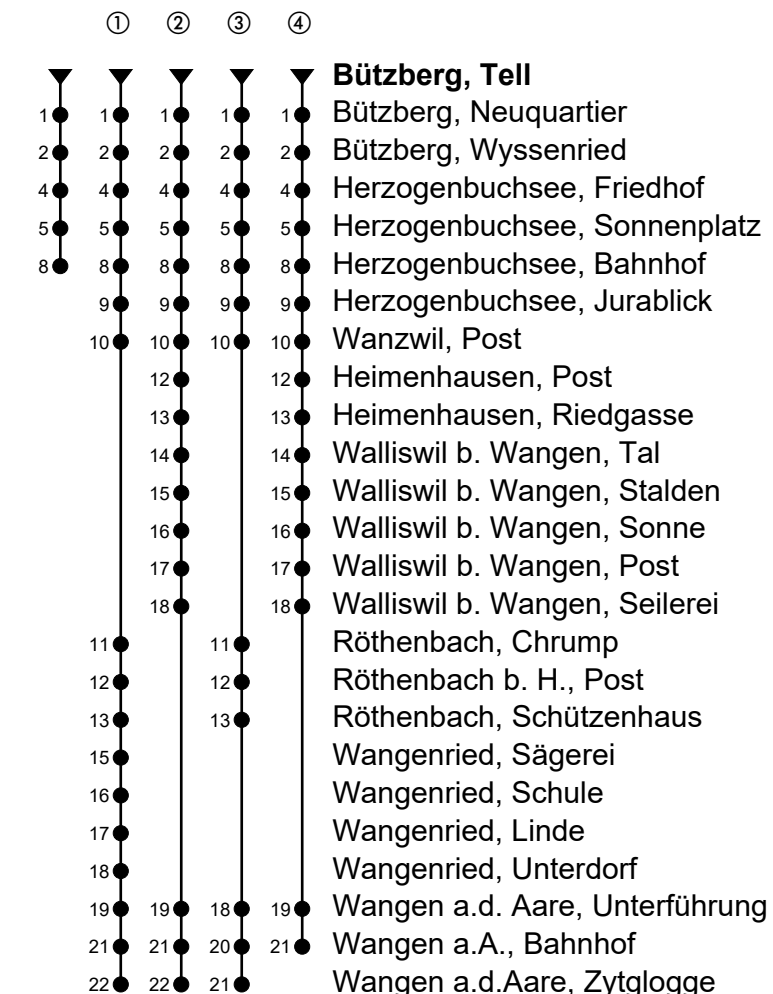 ① ② ③ ④
Bützberg, Tell
1 1 1 1 1 Bützberg, Neuquartier
2 2 2 2 2 Bützberg, Wyssenried
4 4 4 4 4 Herzogenbuchsee, Friedhof
5 5 5 5 5 Herzogenbuchsee, Sonnenplatz
8 8 8 8 8 Herzogenbuchsee, Bahnhof
9 9 9 9 Herzogenbuchsee, Jurablick
10 10 10 10 Wanzwil, Post
12 12 Heimenhausen, Post
13 13 Heimenhausen, Riedgasse
14 14 Walliswil b. Wangen, Tal
15 15 Walliswil b. Wangen, Stalden
16 16 Walliswil b. Wangen, Sonne
17 17 Walliswil b. Wangen, Post
18 18 Walliswil b. Wangen, Seilerei
11 11 Röthenbach, Chrump
12 12 Röthenbach b. H., Post
13 13 Röthenbach, Schützenhaus
15 Wangenried, Sägerei
16 Wangenried, Schule
17 Wangenried, Linde
18 Wangenried, Unterdorf
19 19 18 19 Wangen a.d. Aare, Unterführung
21 21 20 21 Wangen a.A., Bahnhof
22 22 21 Wangen a.d.Aare, Zytglogge